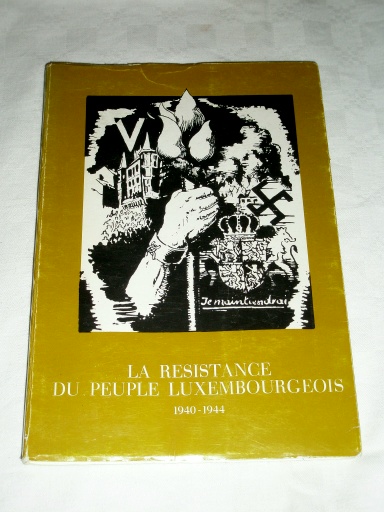 V
Je maintiendrai
LA RESISTANCE
DU PEUPLE LUXEMBOURGEOIS
1940-1944